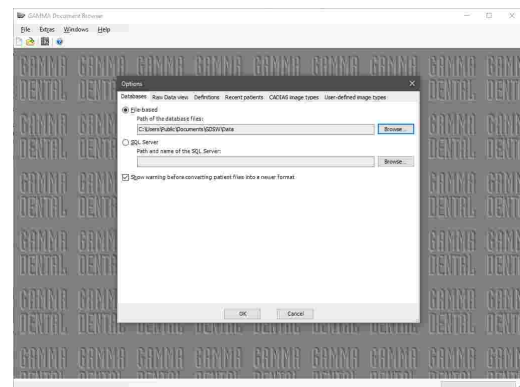 GAMMA Document Browser
File Extras Windows Help
Options
Databases Raw Data view Definitions Recent patients CADIAS image types User-defined image types
File based
Path of the database files:
C:\Users\Public\Documents\GDSW\Data
Browse...
SQL Server
Path and name of the SQL Server:
Browse...
Show warning before converting patient files into a newer format
OK Cancel
GAMMA DENTAL